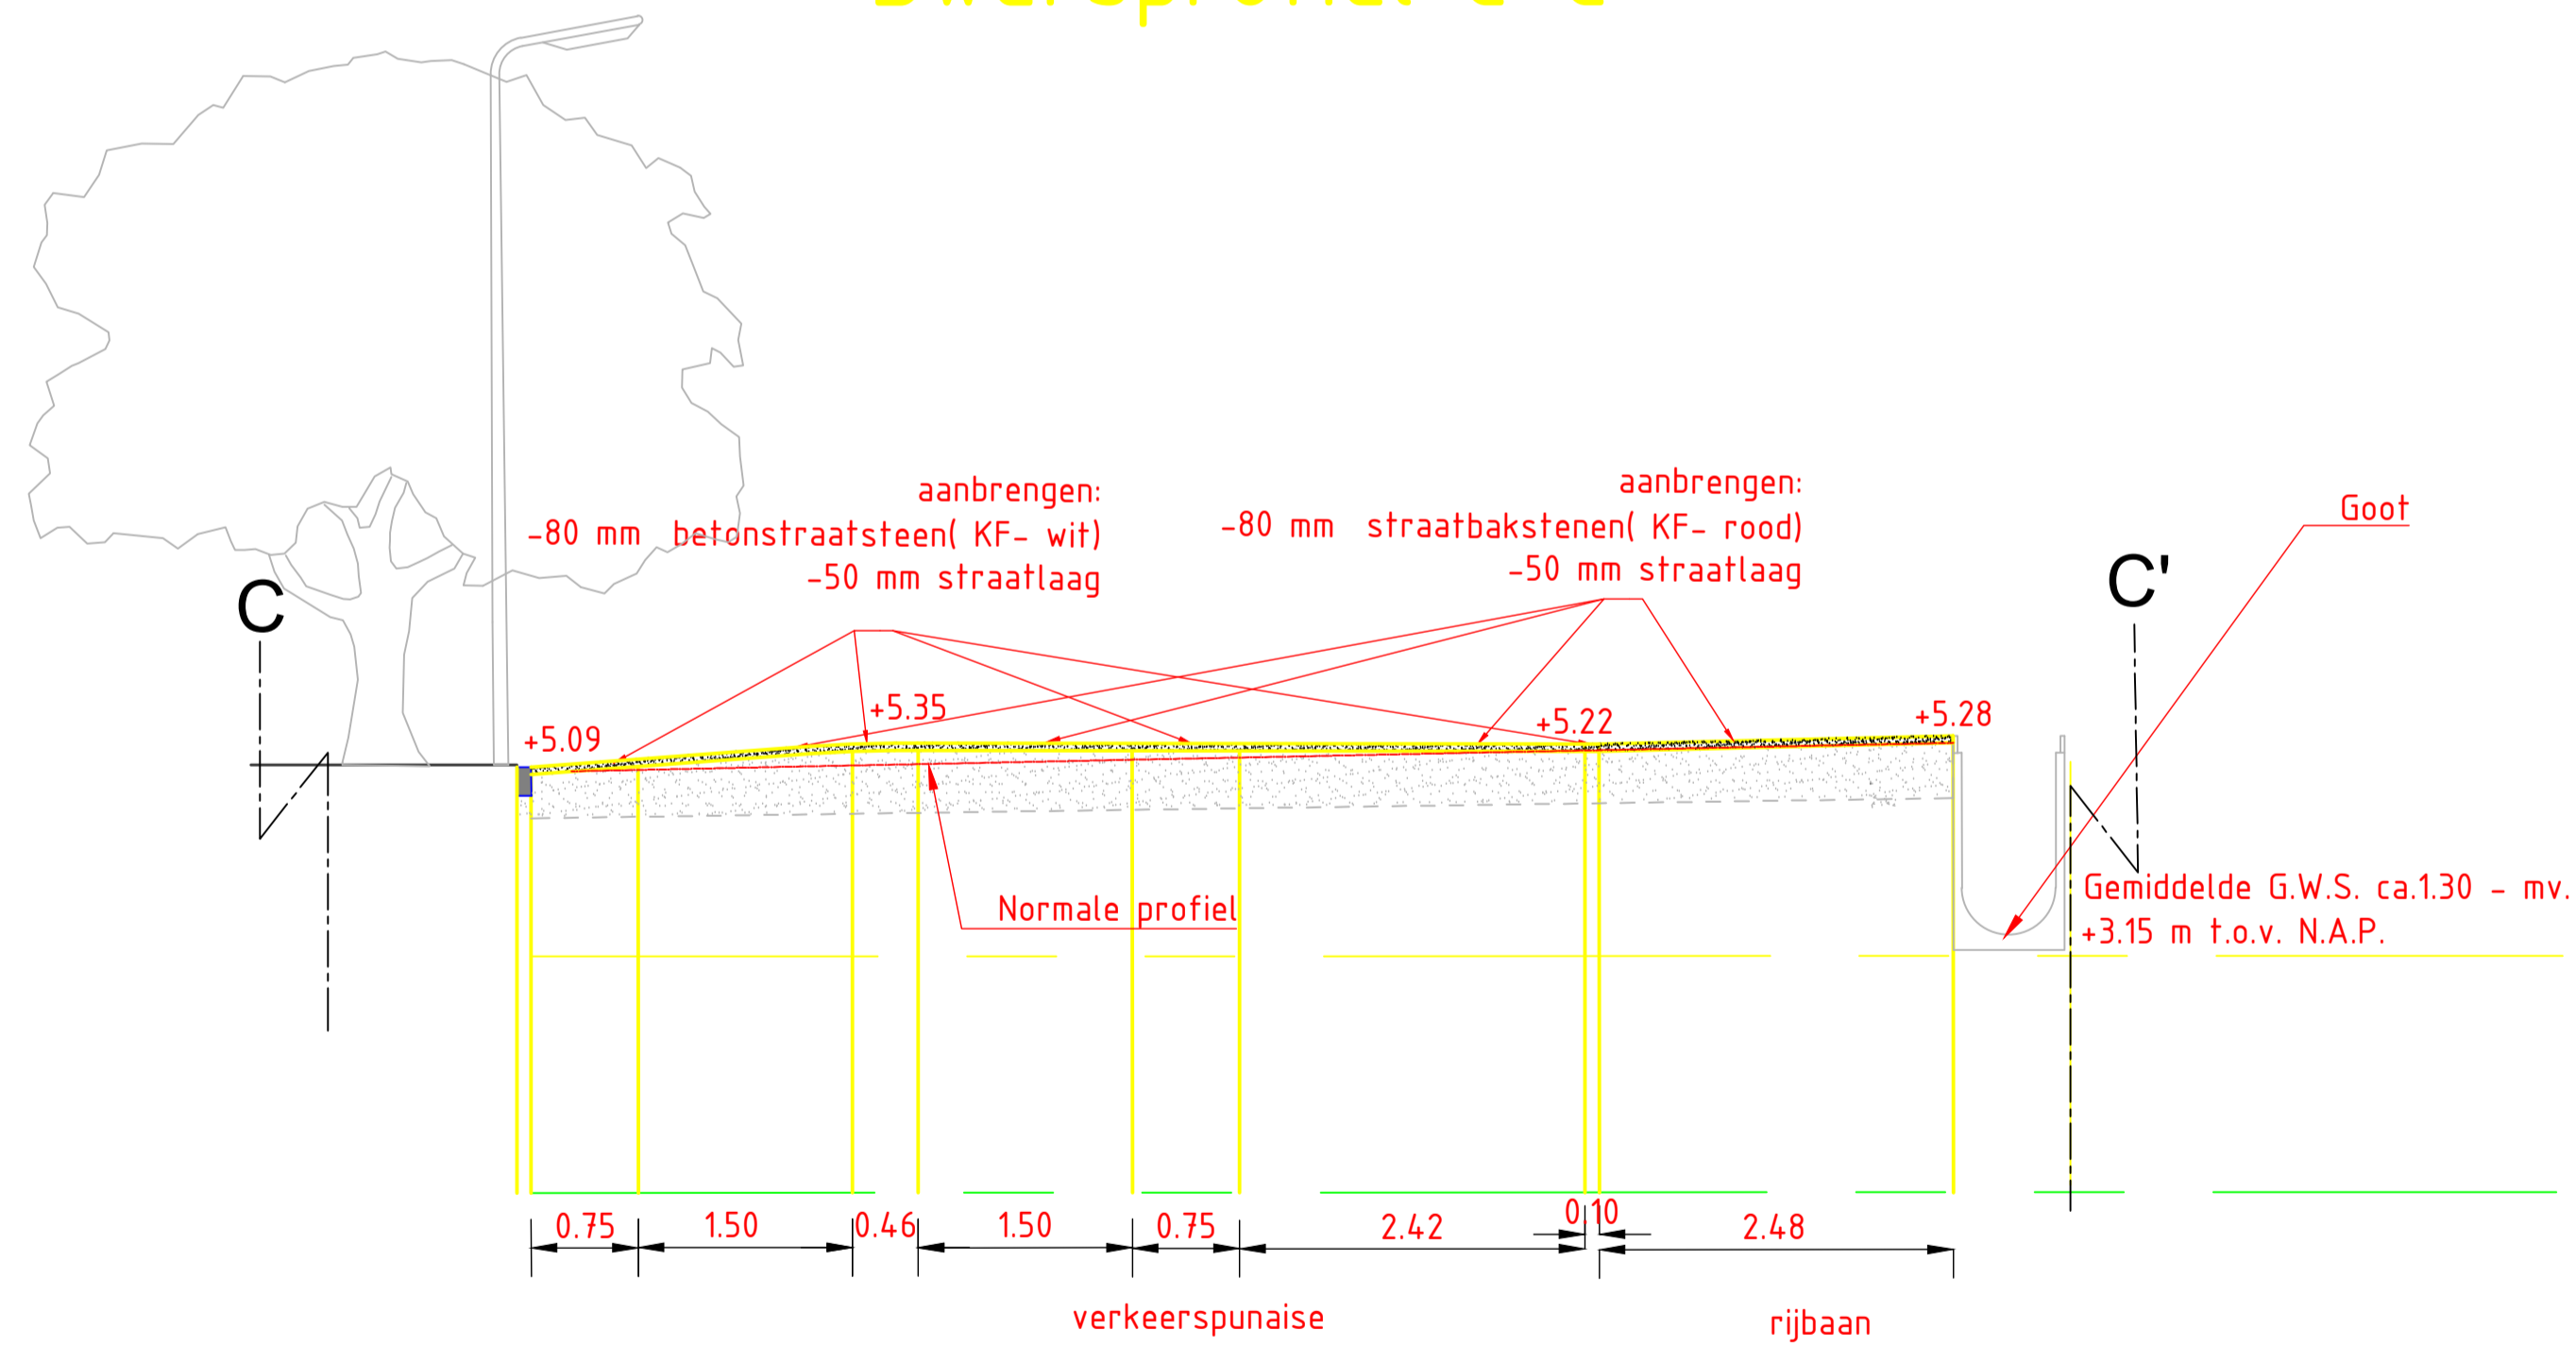 aanbrengen:
-80 mm betonstraatsteen( KF- wit)
-50 mm straatlaag
aanbrengen:
-80 mm straatbakstenen( KF- rood)
-50 mm straatlaag
Goot
C
C'
+5.09
+5.35
+5.22
+5.28
Normale profiel
Gemiddelde G.W.S. ca.1.30 - mv.
+3.15 m t.o.v. N.A.P.
0.75
1.50
0.46
1.50
0.75
2.42
0.10
2.48
verkeerspunaise
rijbaan